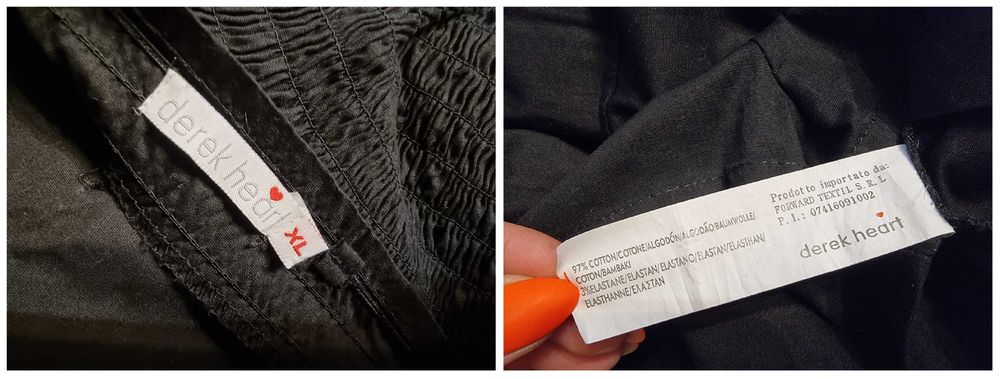 derek heart
XL
97% COTTON/COTONE/ALGODÓN/ALGODÃO/BAUMWOLLE/
COTON/BAMBAKI
3%ELASTANE/ELASTAN/ELASTANO/ELASTAN/ELASTHAN/
ELASTHANNE/ΕΛΑΣΤΑΝ
Prodotto importato da:
FORWARD TEXTIL S.R.L
P.I.: 07416091002
derek heart